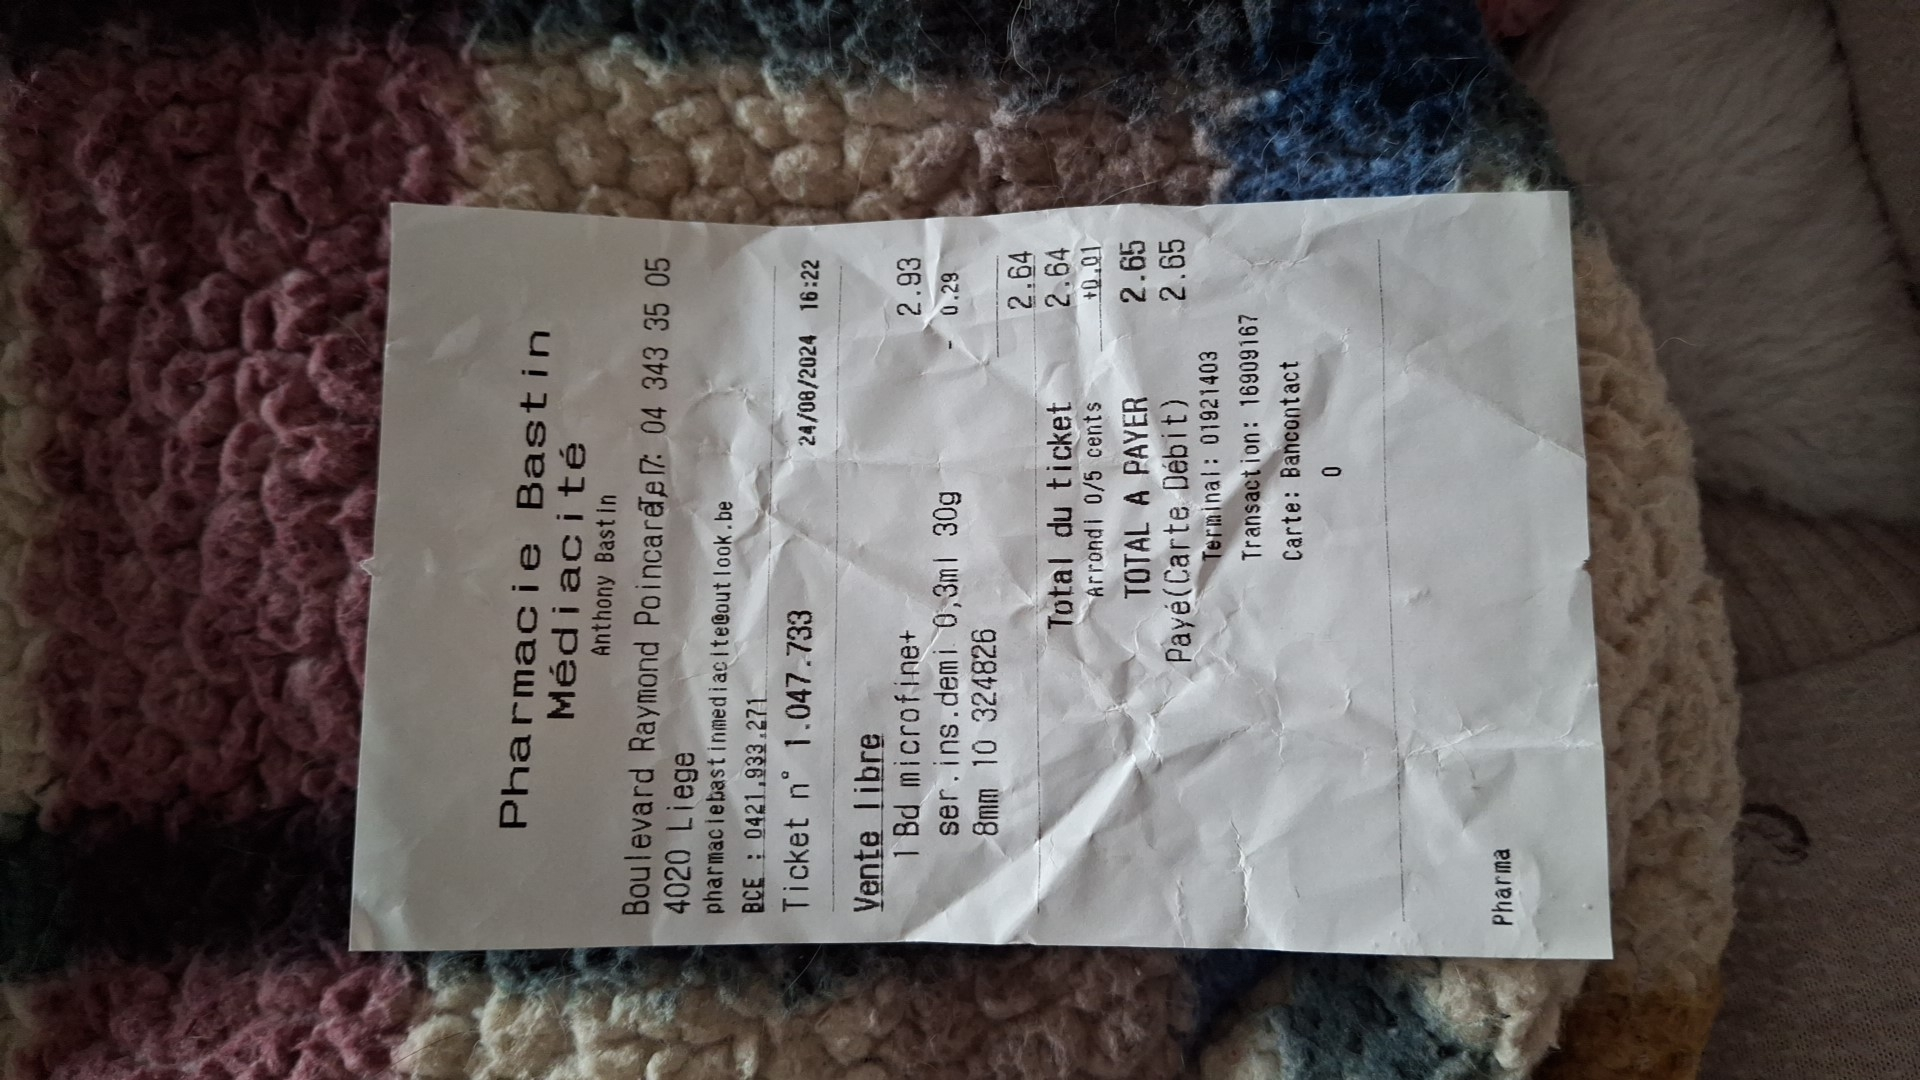 Pharmacie Bastin
Médiacité
Anthony Bastin
Boulevard Raymond Poincaré,7 Tel: 04 343 35 05
4020 Liege
pharmaciebastinmediacite@outlook.be
BCE : 0421.933.271
Ticket n° 1.047.733 24/08/2024 16:22
Vente libre
1 Bd microfine+ 2.93
ser.ins.demi 0,3ml 30g - 0.29
8mm 10 324826
2.64
Total du ticket 2.64
Arrondi 0/5 cents +0.01
TOTAL A PAYER 2.65
Payé(Carte Débit) 2.65
Terminal: 01921403
Transaction: 16909167
Carte: Bancontact
0
Pharma